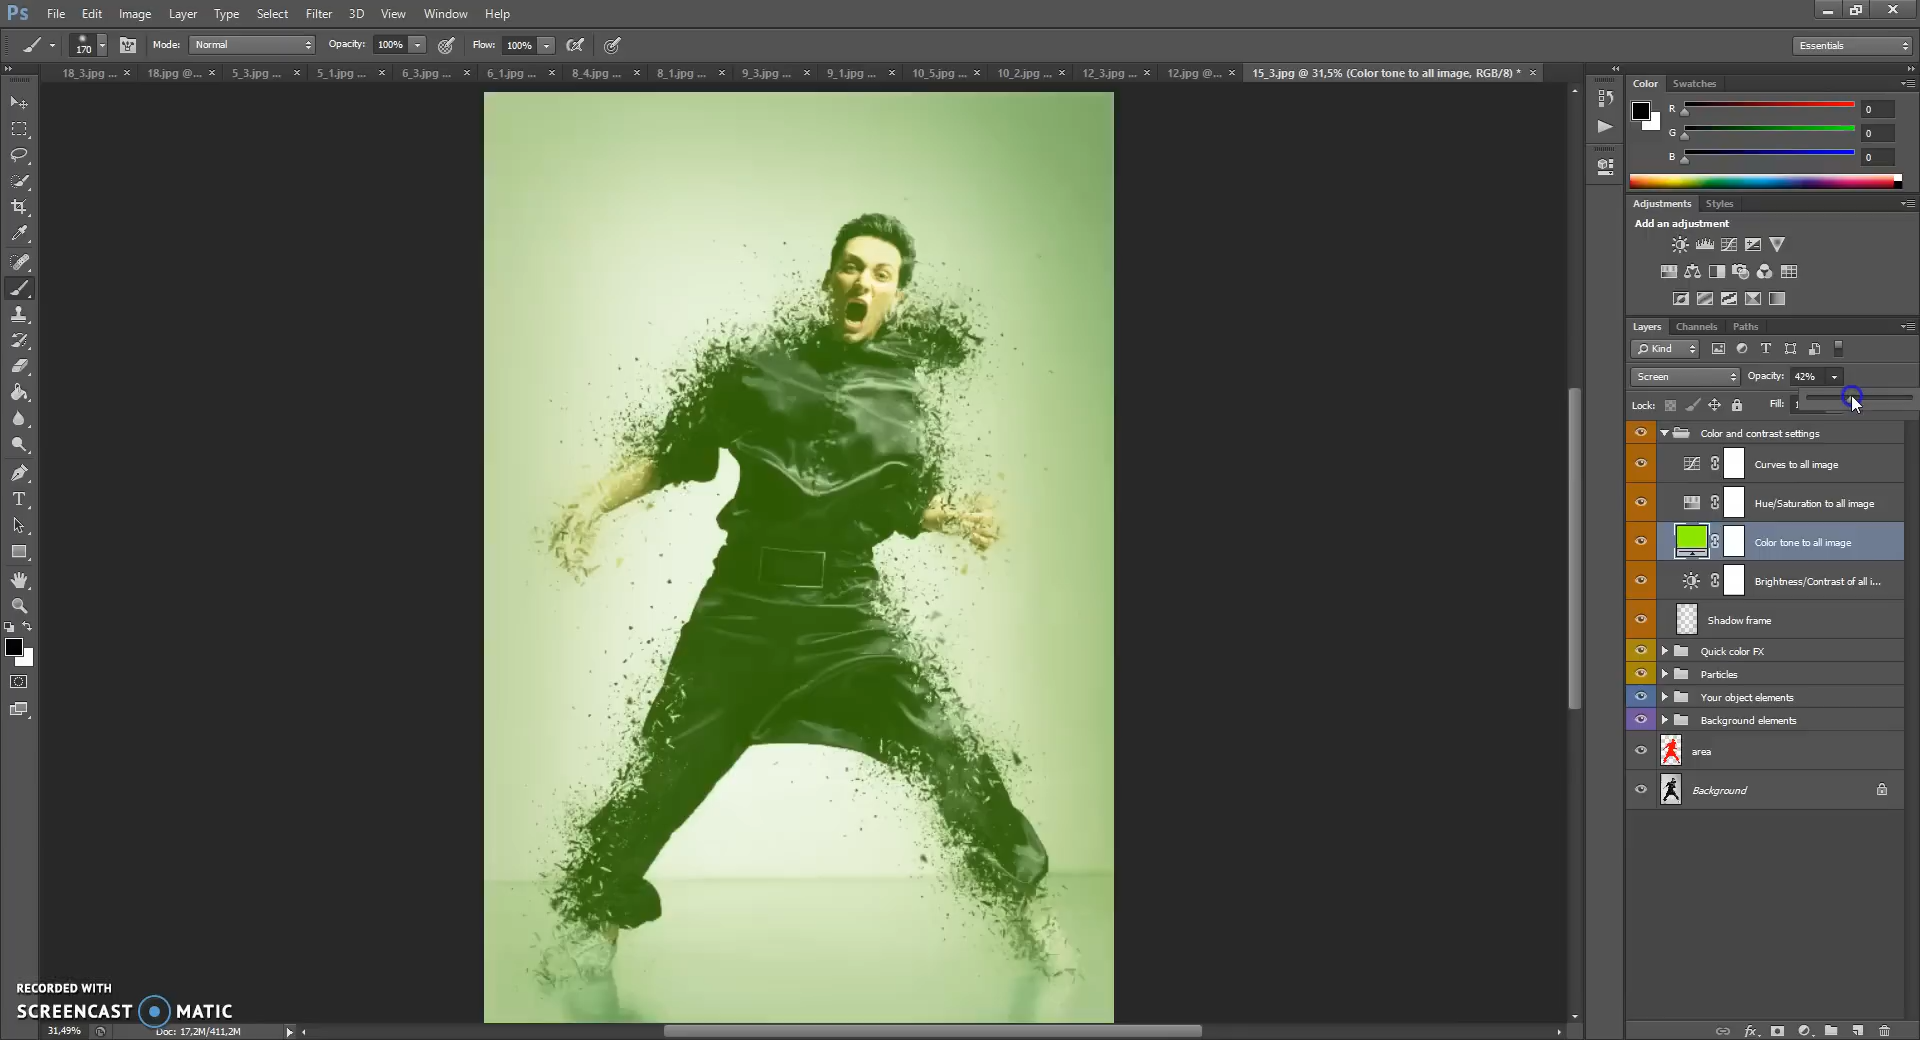 Ps File Edit Image Layer Type Select Filter 3D View Window Help
170 Mode: Normal Opacity: 100% Flow: 100% Essentials
18_3.jpg ... × 18.jpg @... × 5_3.jpg ... × 5_1.jpg ... × 6_3.jpg ... × 6_1.jpg ... × 8_4.jpg ... × 8_1.jpg ... × 9_3.jpg ... × 9_1.jpg ... × 10_5.jpg ... × 10_2.jpg ... × 12_3.jpg ... × 12.jpg @... × 15_3.jpg @ 31,5% (Color tone to all image, RGB/8) * ×
Color Swatches
R 0
G 0
B 0
Adjustments Styles
Add an adjustment
Layers Channels Paths
Kind
Screen Opacity: 42%
Lock: Fill:
Color and contrast settings
Curves to all image
Hue/Saturation to all image
Color tone to all image
Brightness/Contrast of all i...
Shadow frame
Quick color FX
Particles
Your object elements
Background elements
area
Background
RECORDED WITH
SCREENCAST MATIC
31,49% Doc: 17,2M/411,2M
fx